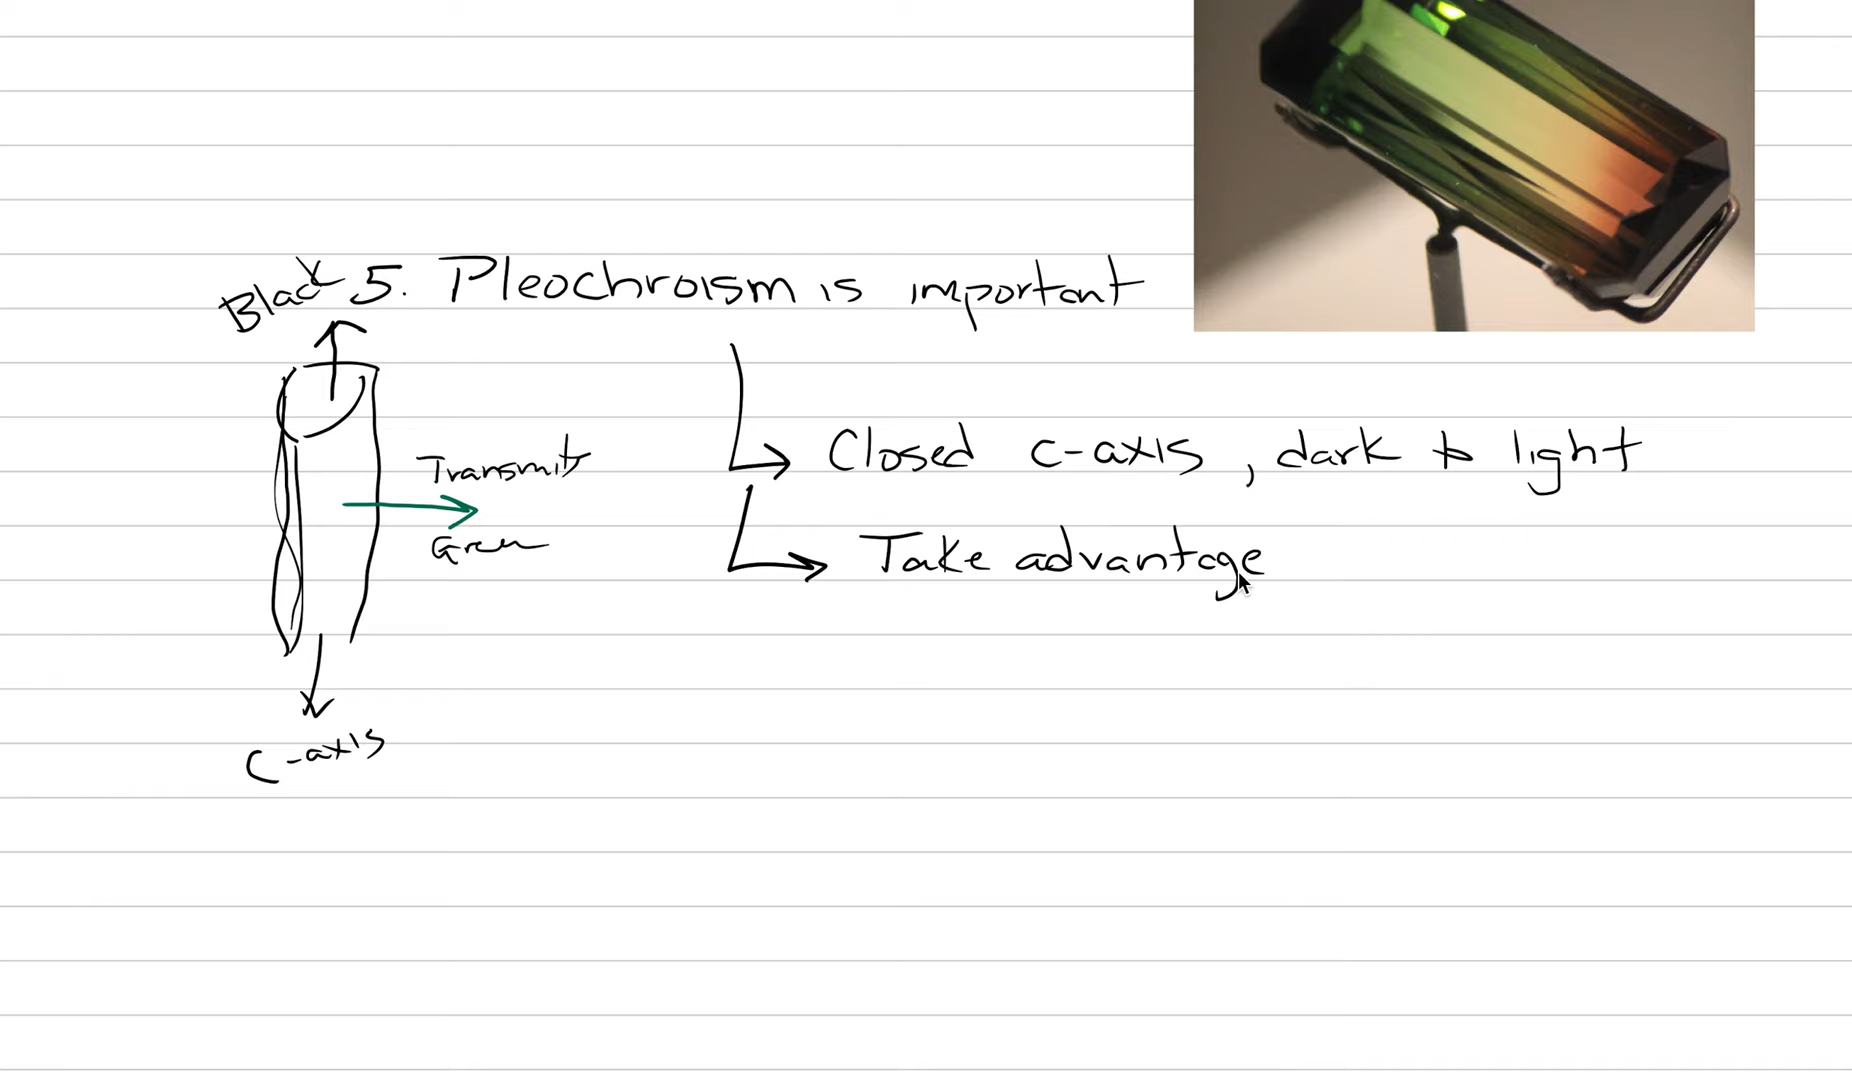 Black
5. Pleochroism is important
Closed c-axis, dark to light
Transmits
Green
Take advantage
C-axis